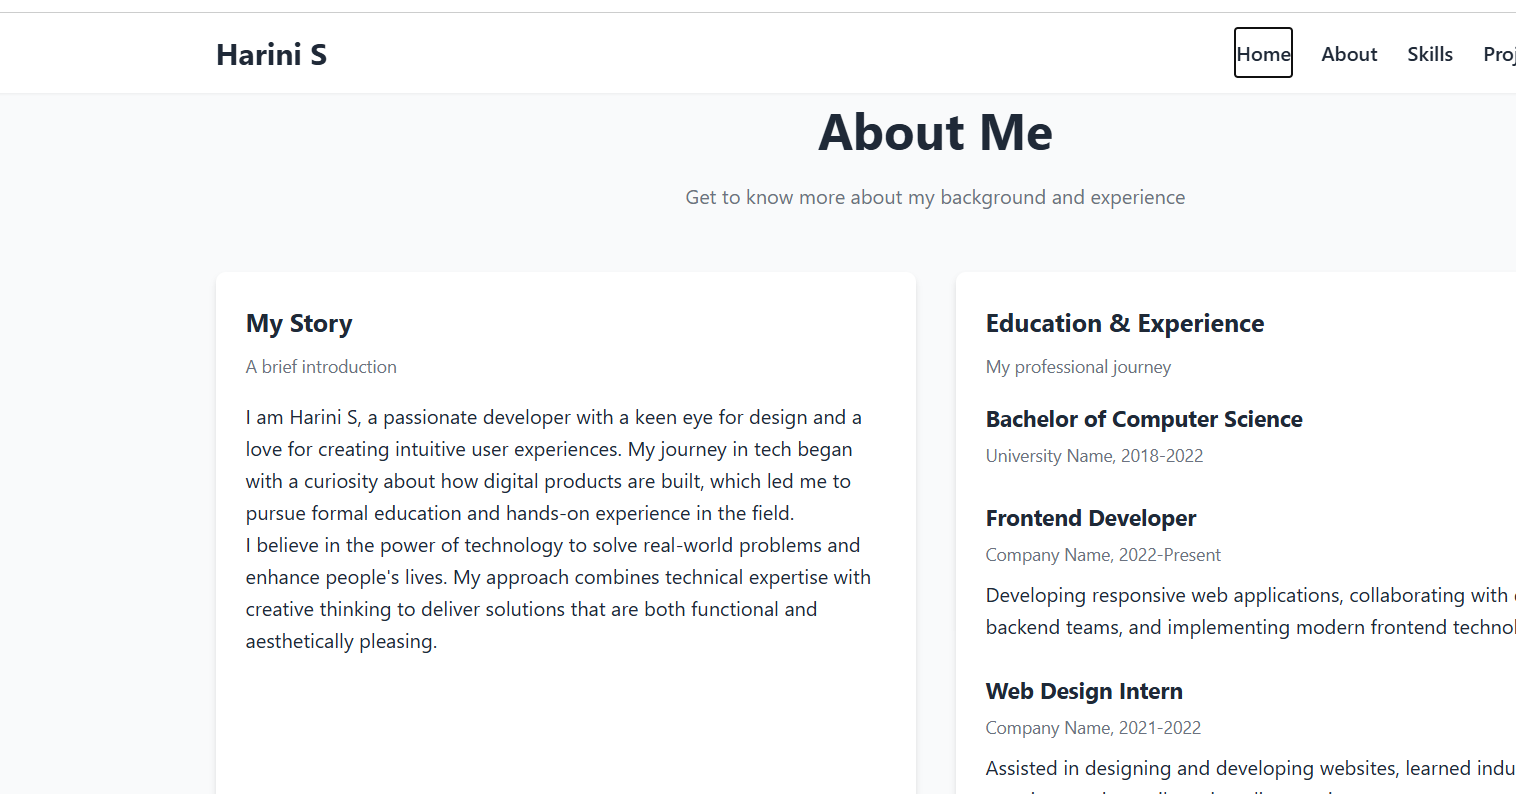 Harini S
Home About Skills
About Me
Get to know more about my background and experience
My Story
A brief introduction
I am Harini S, a passionate developer with a keen eye for design and a
love for creating intuitive user experiences. My journey in tech began
with a curiosity about how digital products are built, which led me to
pursue formal education and hands-on experience in the field.
I believe in the power of technology to solve real-world problems and
enhance people's lives. My approach combines technical expertise with
creative thinking to deliver solutions that are both functional and
aesthetically pleasing.
Education & Experience
My professional journey
Bachelor of Computer Science
University Name, 2018-2022
Frontend Developer
Company Name, 2022-Present
Developing responsive web applications, collaborating with
backend teams, and implementing modern frontend
Web Design Intern
Company Name, 2021-2022
Assisted in designing and developing websites, learned